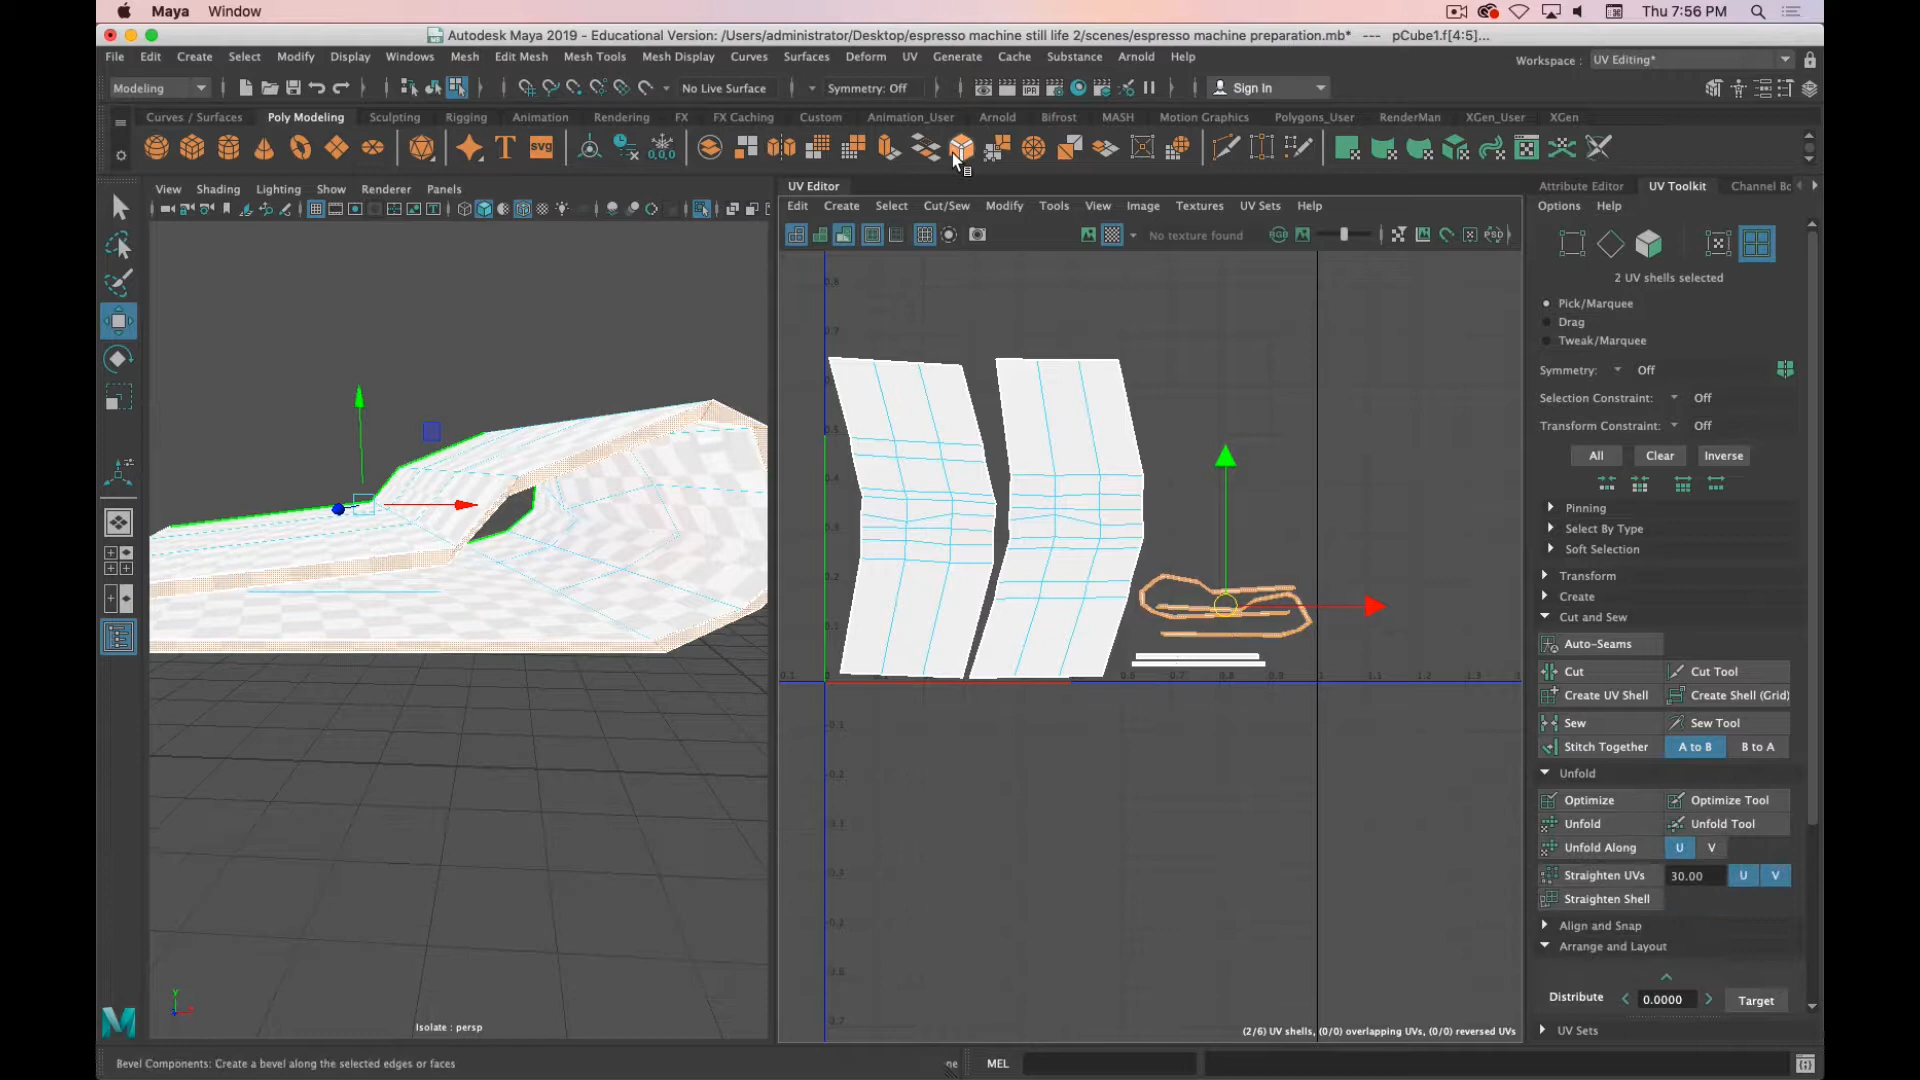 Maya Window Thu 7:56 PM
Autodesk Maya 2019 - Educational Version: /Users/administrator/Desktop/espresso machine still life 2/scenes/espresso machine preparation.mb* --- pCube1.f[4:5]...
File Edit Create Select Modify Display Windows Mesh Edit Mesh Mesh Tools Mesh Display Curves Surfaces Deform UV Generate Cache Substance Arnold Help Workspace : UV Editing*
Modeling No Live Surface Symmetry: Off Sign In
Curves / Surfaces Poly Modeling Sculpting Rigging Animation Rendering FX FX Caching Custom Animation_User Arnold Bifrost MASH Motion Graphics Polygons_User RenderMan XGen_User XGen
T SVG 0,0,0
View Shading Lighting Show Renderer Panels
UV Editor
Edit Create Select Cut/Sew Modify Tools View Image Textures UV Sets Help
No texture found RGB PSD
Attribute Editor UV Toolkit Channel Bo
Options Help
2 UV shells selected
Pick/Marquee
Drag
Tweak/Marquee
Symmetry: Off
Selection Constraint: Off
Transform Constraint: Off
All Clear Inverse
Pinning
Select By Type
Soft Selection
Transform
Create
Cut and Sew
Auto-Seams
Cut Cut Tool
Create UV Shell Create Shell (Grid)
Sew Sew Tool
Stitch Together A to B B to A
Unfold
Optimize Optimize Tool
Unfold Unfold Tool
Unfold Along U V
Straighten UVs 30.00 U V
Straighten Shell
Align and Snap
Arrange and Layout
Distribute 0.0000 Target
UV Sets
Isolate : persp
(2/6) UV shells, (0/0) overlapping UVs, (0/0) reversed UVs
Bevel Components: Create a bevel along the selected edges or faces
MEL